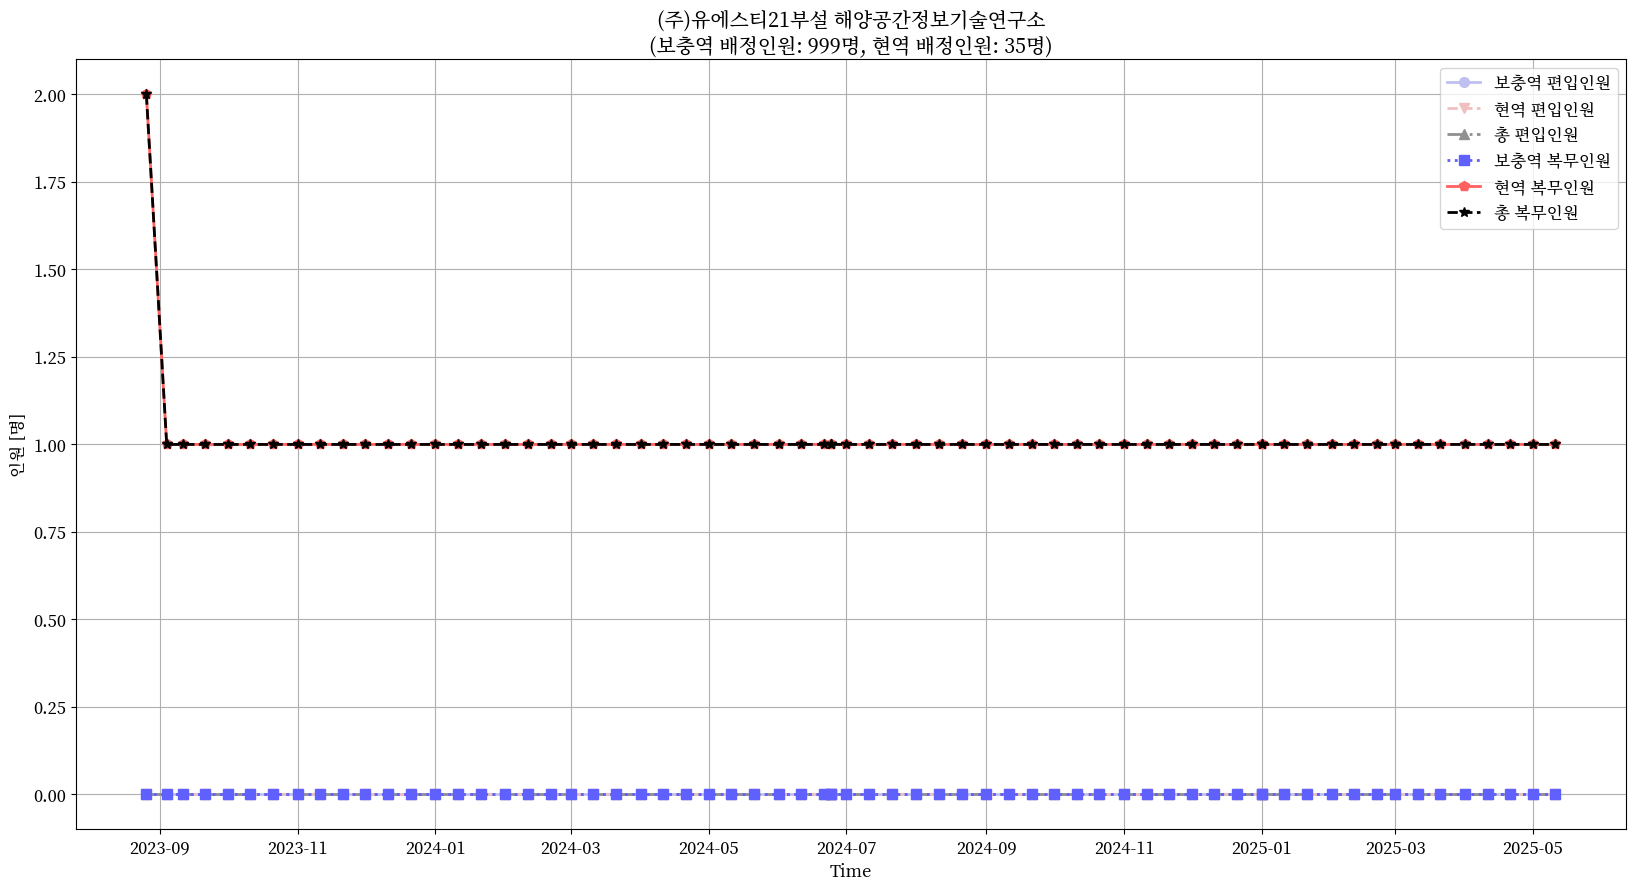 (주)유에스티21부설 해양공간정보기술연구소
(보충역 배정인원: 999명, 현역 배정인원: 35명)
보충역 편입인원
현역 편입인원
총 편입인원
보충역 복무인원
현역 복무인원
총 복무인원
2.00
1.75
1.50
1.25
1.00
0.75
0.50
0.25
0.00
인원 [명]
2023-09
2023-11
2024-01
2024-03
2024-05
2024-07
2024-09
2024-11
2025-01
2025-03
2025-05
Time